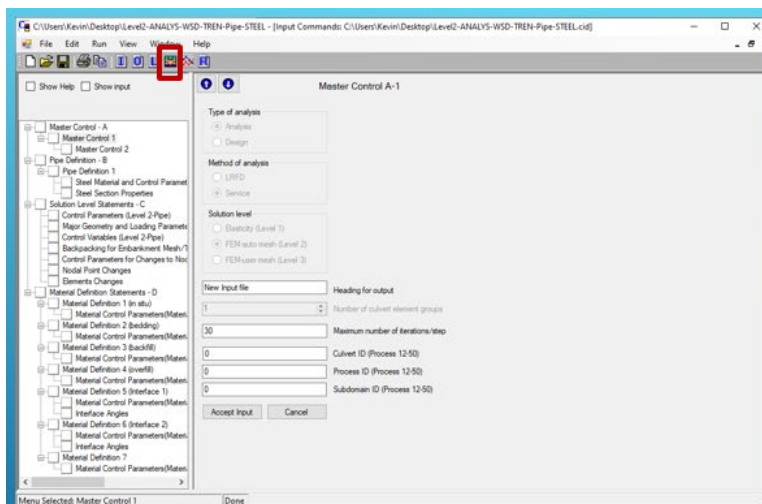 C:\Users\Kevin\Desktop\Level2-ANALYS-WSD-TREN-Pipe-STEEL - [Input Commands: C:\Users\Kevin\Desktop\Level2-ANALYS-WSD-TREN-Pipe-STEEL.cid]
File Edit Run View Window Help
I O L
Show Help Show input
Master Control A-1
Master Control - A
Master Control 1
Master Control 2
Pipe Definition - B
Pipe Definition 1
Steel Material and Control Paramet
Steel Section Properties
Solution Level Statements - C
Control Parameters (Level 2-Pipe)
Major Geometry and Loading Paramete
Control Variables (Level 2-Pipe)
Backpacking for Embankment Mesh/T
Control Parameters for Changes to Noc
Nodal Point Changes
Elements Changes
Material Definition Statements - D
Material Definition 1 (in situ)
Material Control Parameters(Materi
Material Definition 2 (bedding)
Material Control Parameters(Materi
Material Definition 3 (backfill)
Material Control Parameters(Materi
Material Definition 4 (overfill)
Material Control Parameters(Materi
Material Definition 5 (Interface 1)
Material Control Parameters(Materi
Interface Angles
Material Definition 6 (Interface 2)
Material Control Parameters(Materi
Interface Angles
Material Definition 7
Material Control Parameters(Materi
Type of analysis
Analysis
Design
Method of analysis
LRFD
Service
Solution level
Elasticity (Level 1)
FEM-auto mesh (Level 2)
FEM-user mesh (Level 3)
New Input file Heading for output
1 Number of culvert element groups
30 Maximum number of iterations/step
0 Culvert ID (Process 12-50)
0 Process ID (Process 12-50)
0 Subdomain ID (Process 12-50)
Accept Input Cancel
Menu Selected: Master Control 1 Done